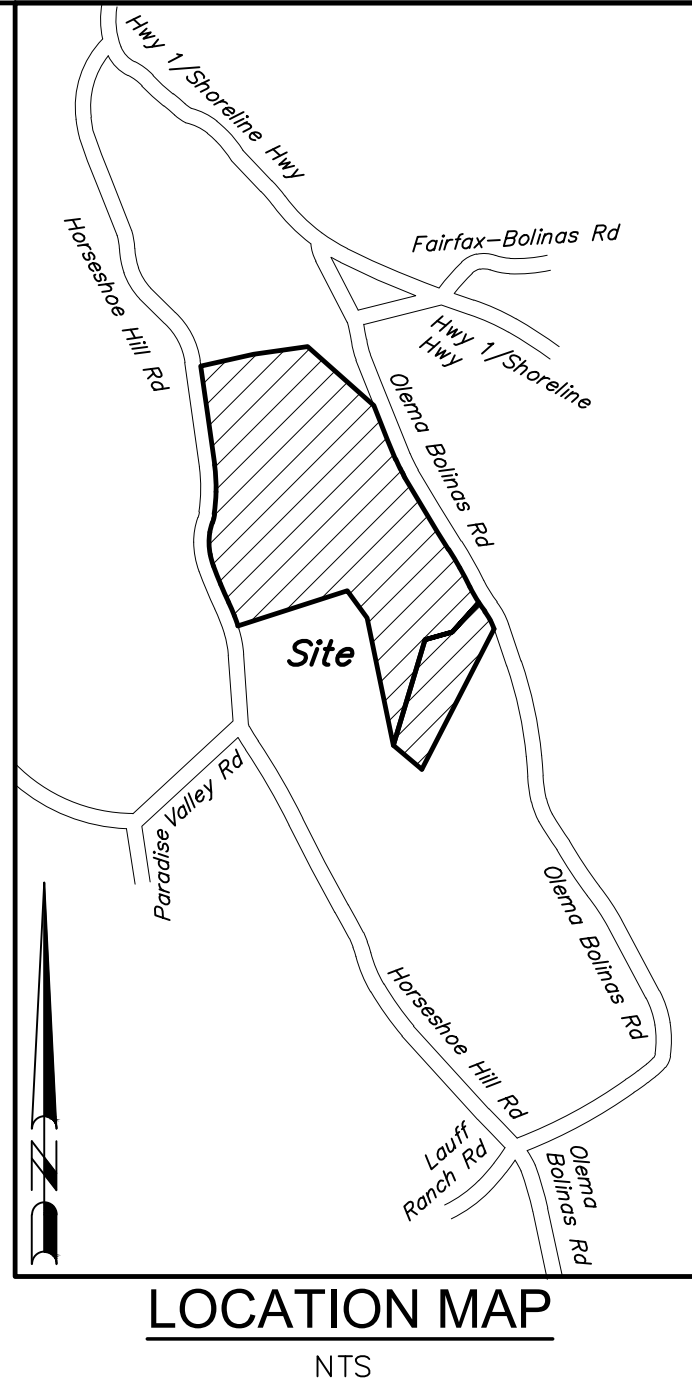 Hwy 1/Shoreline Hwy
Fairfax-Bolinas Rd
Horseshoe Hill Rd
Hwy 1/Shoreline
Hwy
Olema Bolinas Rd
Site
Paradise Valley Rd
Olema Bolinas Rd
Horseshoe Hill Rd
Lauff
Ranch Rd
Olema
Bolinas Rd
N
LOCATION MAP
NTS